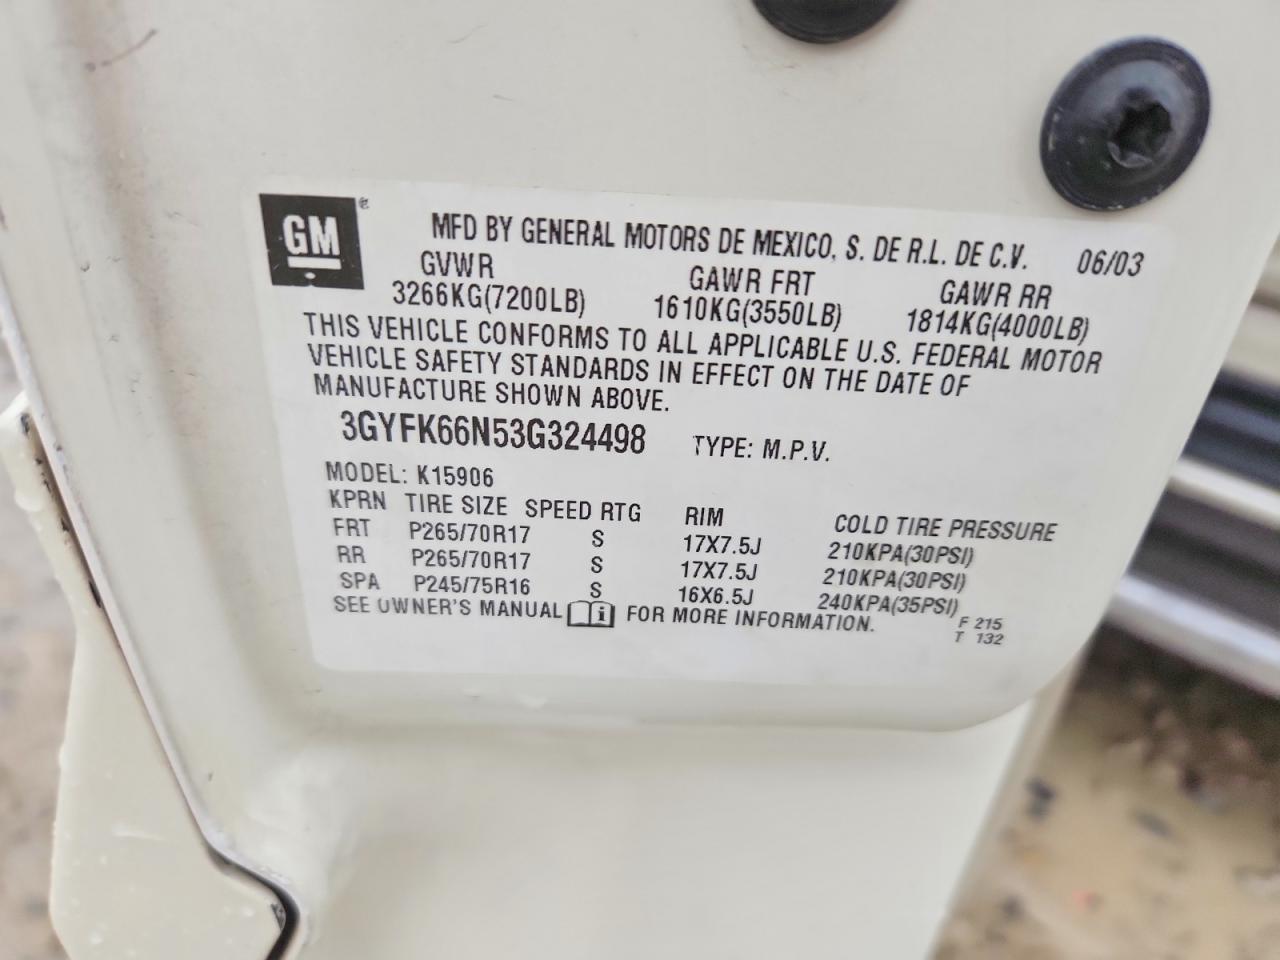 GM ®
MFD BY GENERAL MOTORS DE MEXICO, S. DE R.L. DE C.V. 06/03
GVWR GAWR FRT GAWR RR
3266KG(7200LB) 1610KG(3550LB) 1814KG(4000LB)
THIS VEHICLE CONFORMS TO ALL APPLICABLE U.S. FEDERAL MOTOR
VEHICLE SAFETY STANDARDS IN EFFECT ON THE DATE OF
MANUFACTURE SHOWN ABOVE.
3GYFK66N53G324498 TYPE: M.P.V.
MODEL: K15906
KPRN TIRE SIZE SPEED RTG RIM COLD TIRE PRESSURE
FRT P265/70R17 S 17X7.5J 210KPA(30PSI)
RR P265/70R17 S 17X7.5J 210KPA(30PSI)
SPA P245/75R16 S 16X6.5J 240KPA(35PSI)
SEE OWNER'S MANUAL i FOR MORE INFORMATION.
F 215
T 132